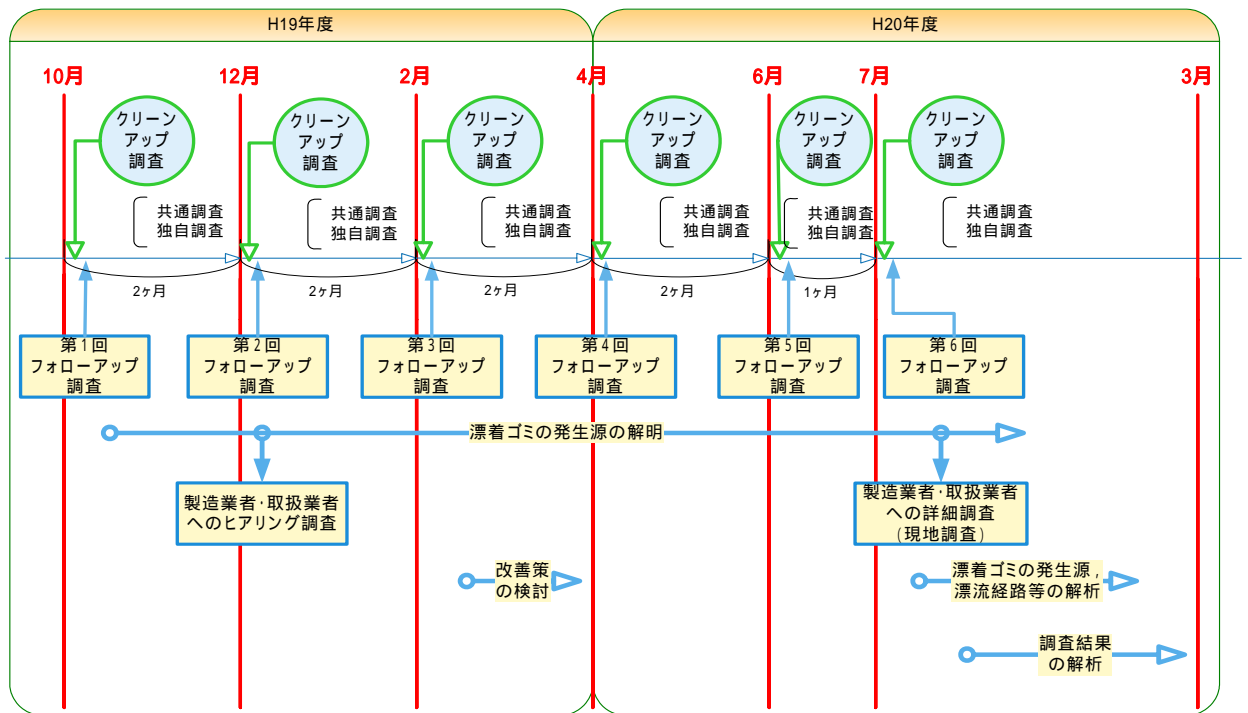 H19年度
H20年度
10月
12月
2月
4月
6月
7月
3月
クリーン
アップ
調査
クリーン
アップ
調査
クリーン
アップ
調査
クリーン
アップ
調査
クリーン
アップ
調査
クリーン
アップ
調査
共通調査
独自調査
共通調査
独自調査
共通調査
独自調査
共通調査
独自調査
共通調査
独自調査
共通調査
独自調査
2ヶ月
2ヶ月
2ヶ月
2ヶ月
1ヶ月
第1回
フォローアップ
調査
第2回
フォローアップ
調査
第3回
フォローアップ
調査
第4回
フォローアップ
調査
第5回
フォローアップ
調査
第6回
フォローアップ
調査
漂着ゴミの発生源の解明
製造業者・取扱業者
へのヒアリング調査
製造業者・取扱業者
への詳細調査
(現地調査)
改善策
の検討
漂着ゴミの発生源,
漂流経路等の解析
調査結果
の解析